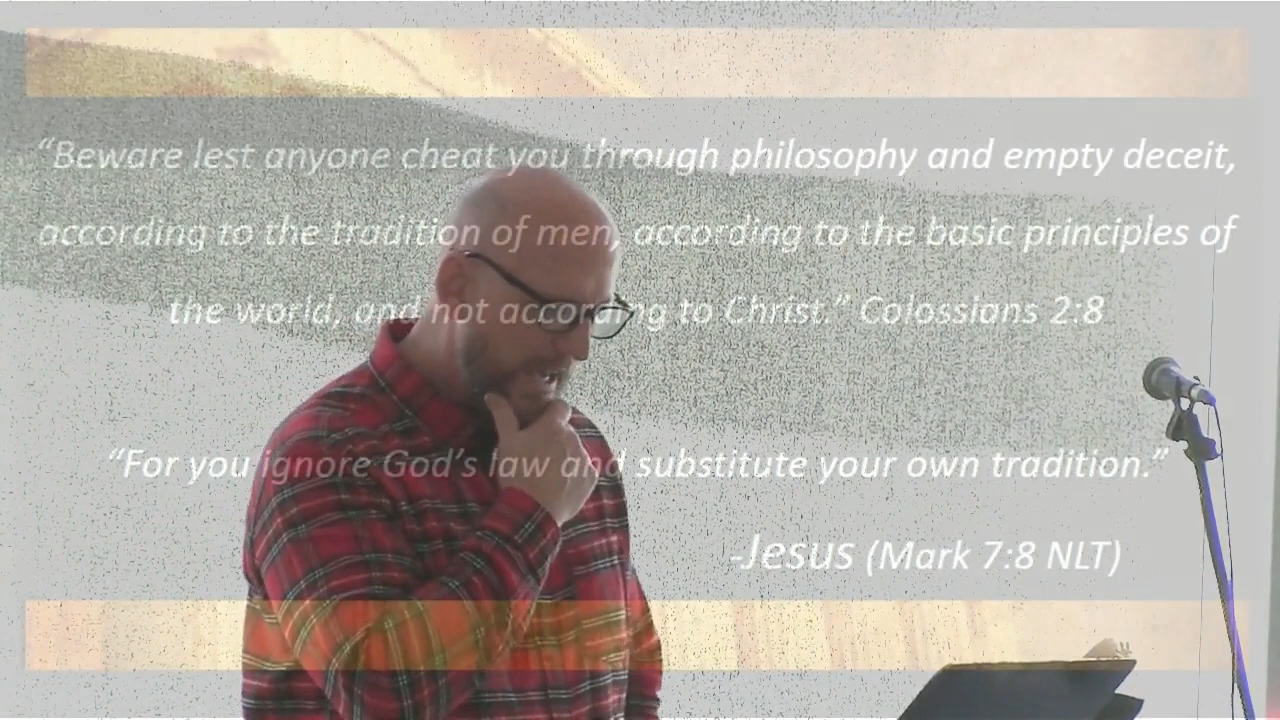 “Beware lest anyone cheat you through philosophy and empty deceit,
according to the tradition of men, according to the basic principles of
the world, and not according to Christ.” Colossians 2:8
“For you ignore God’s law and substitute your own tradition.”
-Jesus (Mark 7:8 NLT)